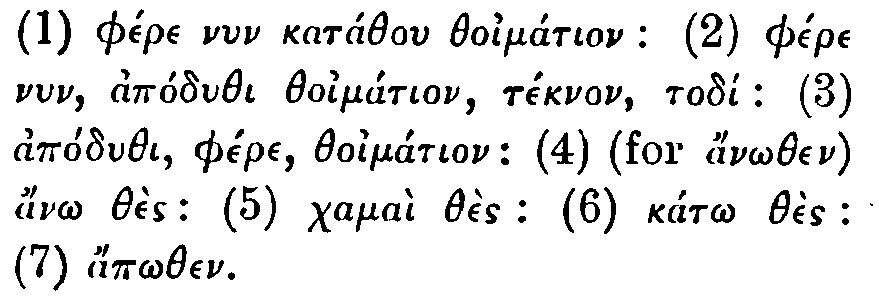 (1) φέρε νυν κατάθου θοἰμάτιον : (2) φέρε
νυν, ἀπόδυθι θοἰμάτιον, τέκνον, τοδί : (3)
ἀπόδυθι, φέρε, θοἰμάτιον : (4) (for ἄνωθεν)
ἄνω θὲς : (5) χαμαὶ θὲς : (6) κάτω θὲς :
(7) ἄπωθεν.